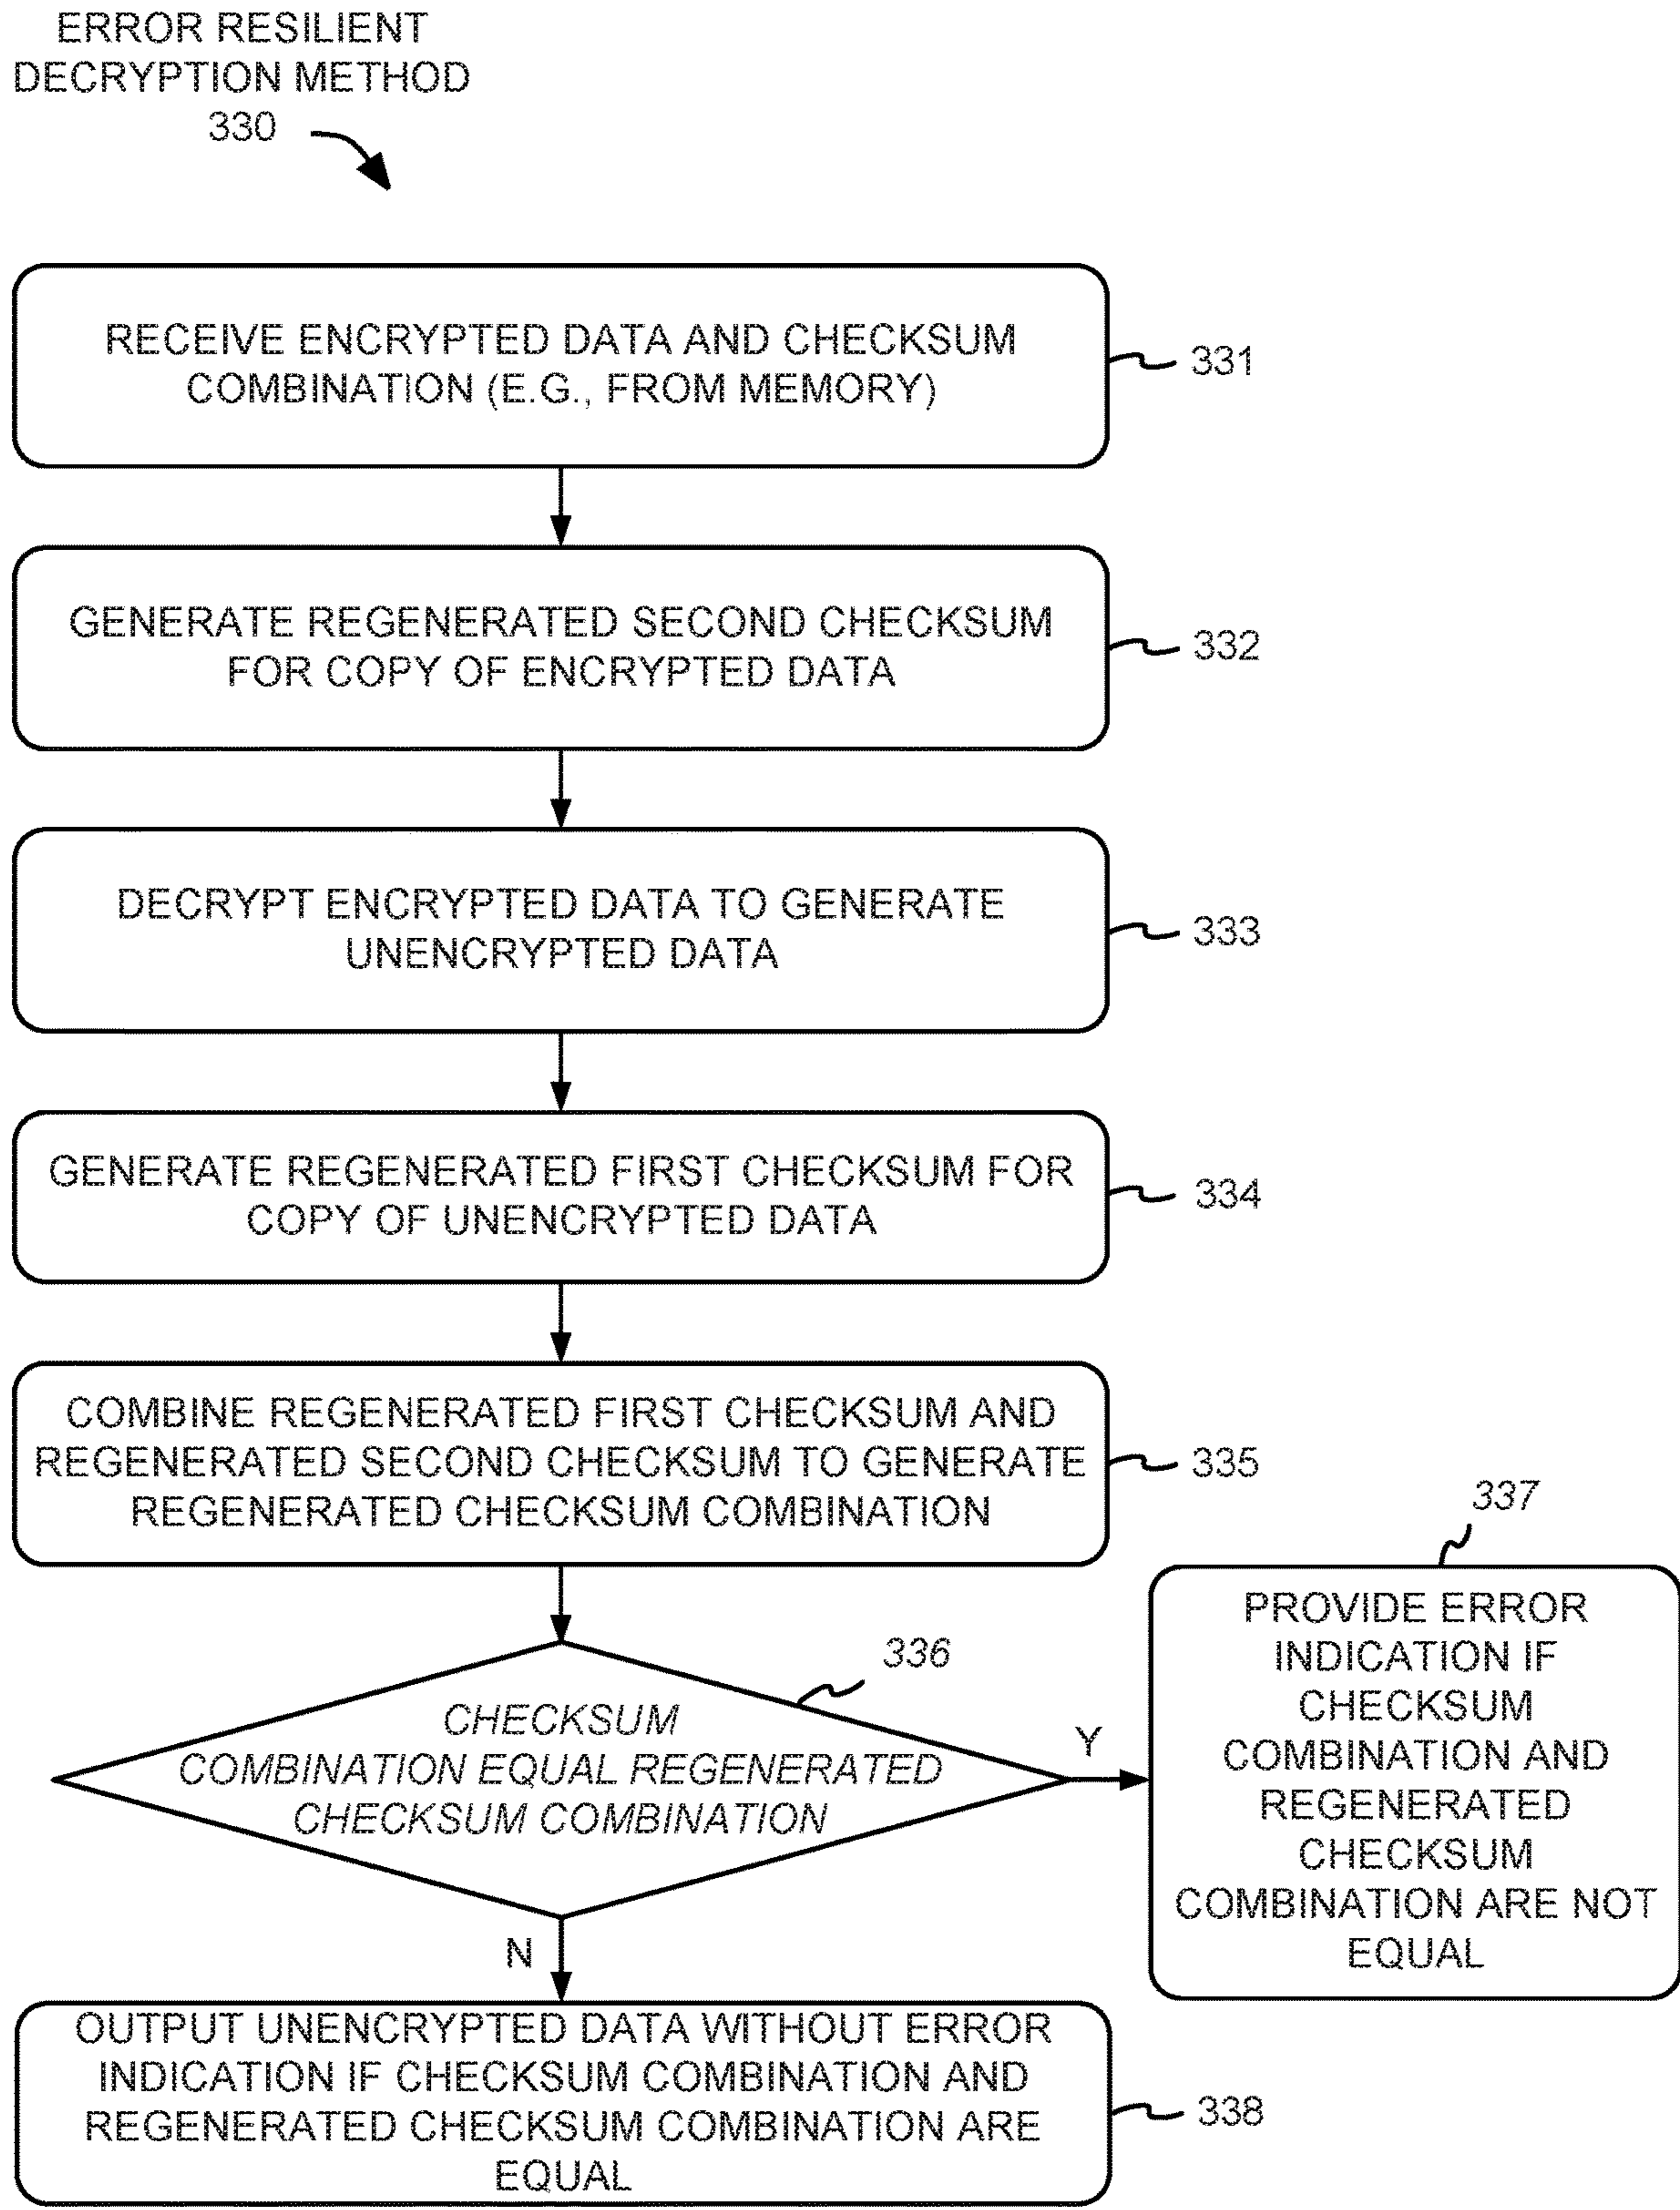 ERROR RESILIENT
DECRYPTION METHOD
330
RECEIVE ENCRYPTED DATA AND CHECKSUM
COMBINATION (E.G., FROM MEMORY)
331
GENERATE REGENERATED SECOND CHECKSUM
FOR COPY OF ENCRYPTED DATA
332
DECRYPT ENCRYPTED DATA TO GENERATE
UNENCRYPTED DATA
333
GENERATE REGENERATED FIRST CHECKSUM FOR
COPY OF UNENCRYPTED DATA
334
COMBINE REGENERATED FIRST CHECKSUM AND
REGENERATED SECOND CHECKSUM TO GENERATE
REGENERATED CHECKSUM COMBINATION
335
336
CHECKSUM
COMBINATION EQUAL REGENERATED
CHECKSUM COMBINATION
Y
337
PROVIDE ERROR
INDICATION IF
CHECKSUM
COMBINATION AND
REGENERATED
CHECKSUM
COMBINATION ARE NOT
EQUAL
N
OUTPUT UNENCRYPTED DATA WITHOUT ERROR
INDICATION IF CHECKSUM COMBINATION AND
REGENERATED CHECKSUM COMBINATION ARE
EQUAL
338